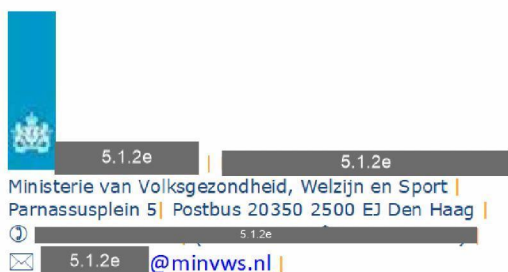 5.1.2e | 5.1.2e
Ministerie van Volksgezondheid, Welzijn en Sport |
Parnassusplein 5| Postbus 20350 2500 EJ Den Haag |
5.1.2e |
5.1.2e @minvws.nl |